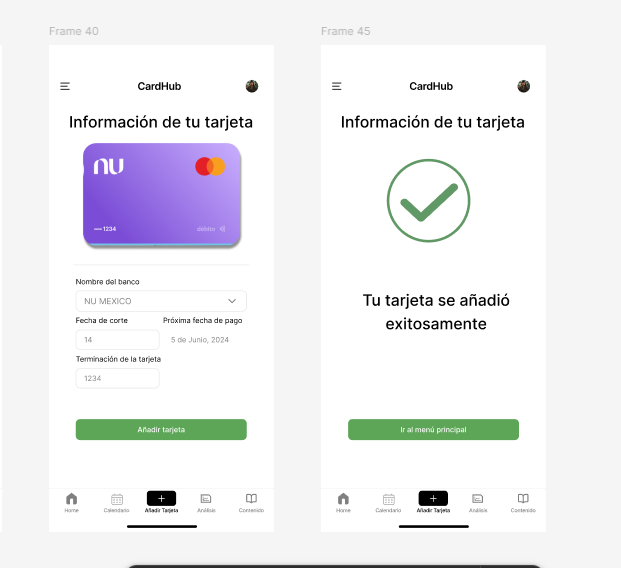 Frame 40
CardHub
Información de tu tarjeta
nu
1234
débito
Nombre del banco
NU MEXICO
Fecha de corte
Próxima fecha de pago
14
5 de Junio, 2024
Terminación de la tarjeta
1234
Añadir tarjeta
Home
Calendario
Añadir Tarjeta
Análisis
Contenido
Frame 45
CardHub
Información de tu tarjeta
Tu tarjeta se añadió
exitosamente
Ir al menú principal
Home
Calendario
Añadir Tarjeta
Análisis
Contenido